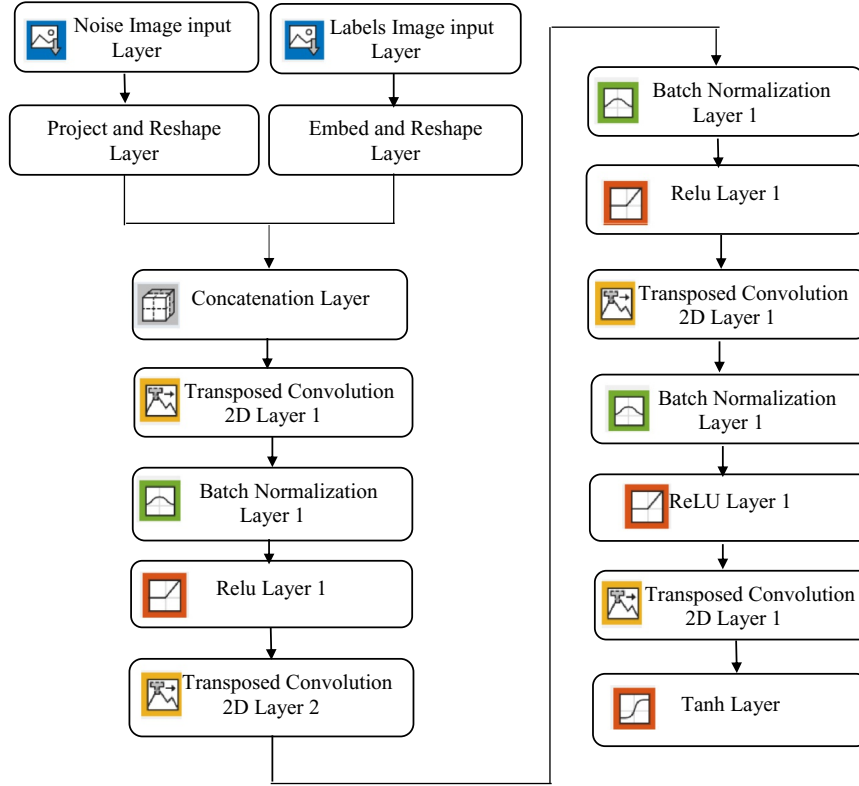 Noise Image input
Layer
Labels Image input
Layer
Project and Reshape
Layer
Embed and Reshape
Layer
Concatenation Layer
Transposed Convolution
2D Layer 1
Batch Normalization
Layer 1
Relu Layer 1
Transposed Convolution
2D Layer 2
Batch Normalization
Layer 1
Relu Layer 1
Transposed Convolution
2D Layer 1
Batch Normalization
Layer 1
ReLU Layer 1
Transposed Convolution
2D Layer 1
Tanh Layer